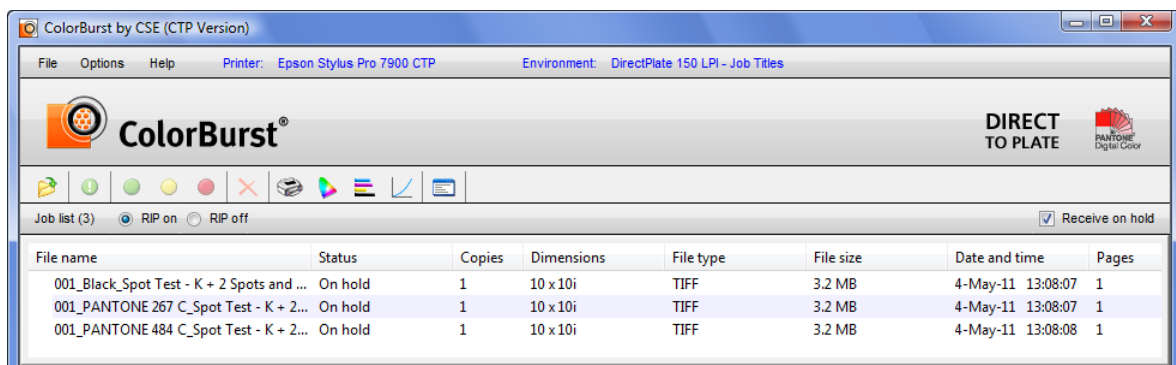 ColorBurst by CSE (CTP Version)
File Options Help Printer: Epson Stylus Pro 7900 CTP Environment: DirectPlate 150 LPI - Job Titles
ColorBurst®
DIRECT
TO PLATE
PANTONE®
Digital Color
Job list (3) RIP on RIP off Receive on hold
File name Status Copies Dimensions File type File size Date and time Pages
001_Black_Spot Test - K + 2 Spots and ... On hold 1 10 x 10i TIFF 3.2 MB 4-May-11 13:08:07 1
001_PANTONE 267 C_Spot Test - K + 2... On hold 1 10 x 10i TIFF 3.2 MB 4-May-11 13:08:07 1
001_PANTONE 484 C_Spot Test - K + 2... On hold 1 10 x 10i TIFF 3.2 MB 4-May-11 13:08:08 1